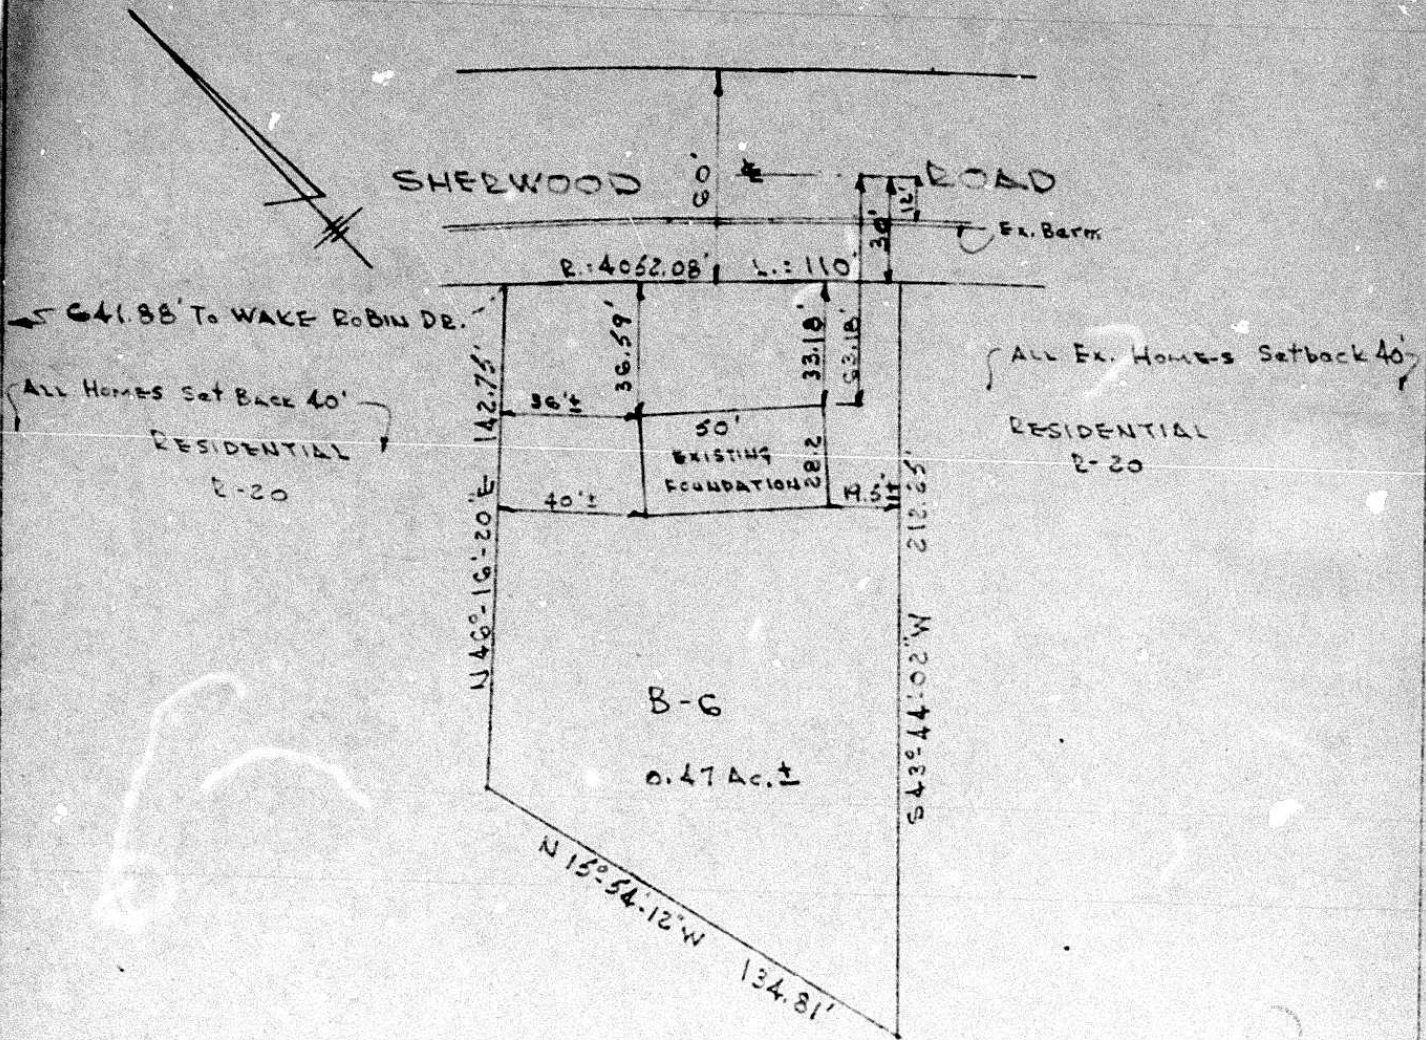 SHERWOOD ROAD
60'
℄
12'
30'
Ex. Berm
R.: 4052.08' L.: 110'
641.88' To WAKE ROBIN DR.
ALL Ex. HOMES Setback 40'
ALL HOMES Set Back 40'
RESIDENTIAL
R-20
RESIDENTIAL
R-20
36.59'
33.18'
63.18'
36'±
50'
EXISTING
FOUNDATION
28.2
40'±
19.5'±
N 46°-16'-20" E 142.75'
S 43°-44'-02" W 212.25'
B-6
0.47 Ac.±
N 15°-54'-12" W 134.81'